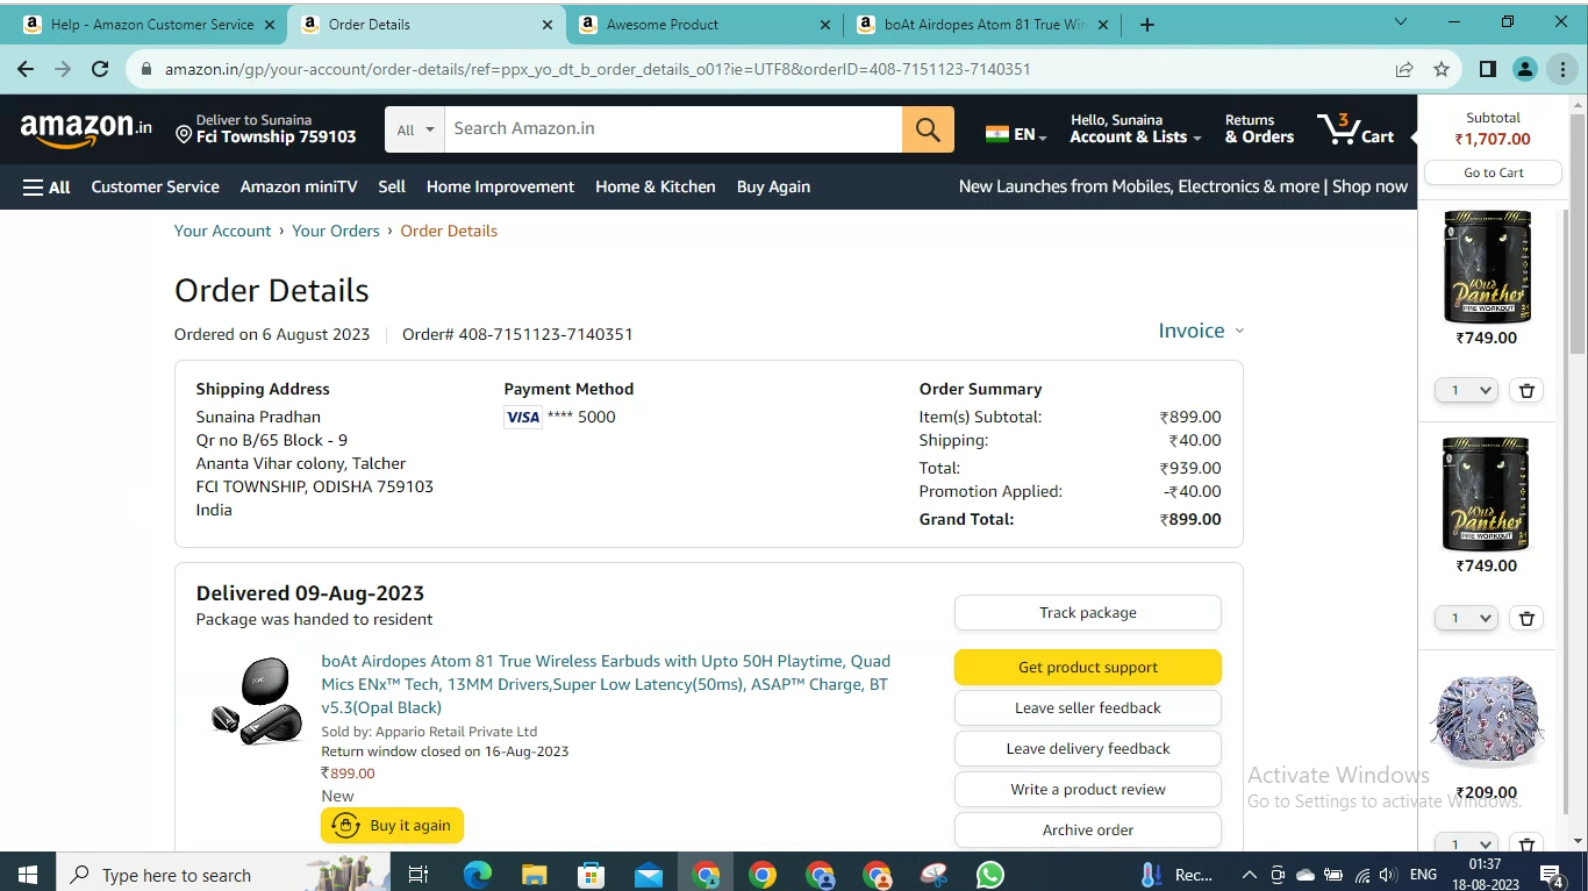 Help - Amazon Customer Service
Order Details
Awesome Product
boAt Airdopes Atom 81 True Wir
amazon.in/gp/your-account/order-details/ref=ppx_yo_dt_b_order_details_o01?ie=UTF8&orderID=408-7151123-7140351
amazon.in
Deliver to Sunaina
Fci Township 759103
All
Search Amazon.in
EN
Hello, Sunaina
Account & Lists
Returns
& Orders
3
Cart
Subtotal
₹1,707.00
Go to Cart
All
Customer Service
Amazon miniTV
Sell
Home Improvement
Home & Kitchen
Buy Again
New Launches from Mobiles, Electronics & more | Shop now
Your Account › Your Orders › Order Details
Order Details
Ordered on 6 August 2023
Order# 408-7151123-7140351
Invoice
Shipping Address
Sunaina Pradhan
Qr no B/65 Block - 9
Ananta Vihar colony, Talcher
FCI TOWNSHIP, ODISHA 759103
India
Payment Method
VISA **** 5000
Order Summary
Item(s) Subtotal: ₹899.00
Shipping: ₹40.00
Total: ₹939.00
Promotion Applied: -₹40.00
Grand Total: ₹899.00
Delivered 09-Aug-2023
Package was handed to resident
boAt Airdopes Atom 81 True Wireless Earbuds with Upto 50H Playtime, Quad
Mics ENx™ Tech, 13MM Drivers,Super Low Latency(50ms), ASAP™ Charge, BT
v5.3(Opal Black)
Sold by: Appario Retail Private Ltd
Return window closed on 16-Aug-2023
₹899.00
New
Buy it again
Track package
Get product support
Leave seller feedback
Leave delivery feedback
Write a product review
Archive order
Wild
Panther
PRE WORKOUT
₹749.00
1
Wild
Panther
PRE WORKOUT
₹749.00
1
₹209.00
1
Activate Windows
Go to Settings to activate Windows.
Type here to search
Rec...
ENG
01:37
18-08-2023
4